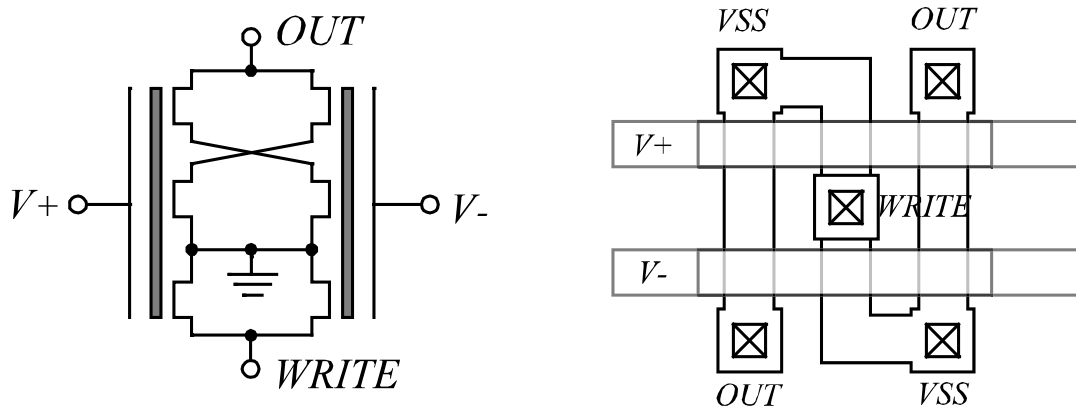 OUT
V+
V-
WRITE
VSS
OUT
V+
WRITE
V-
OUT
VSS